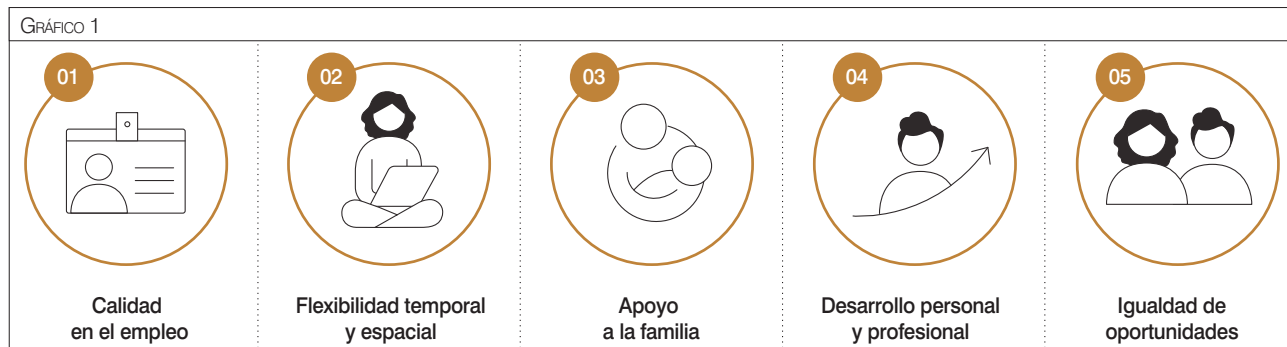 GRÁFICO 1
01
02
03
04
05
Calidad
en el empleo
Flexibilidad temporal
y espacial
Apoyo
a la familia
Desarrollo personal
y profesional
Igualdad de
oportunidades